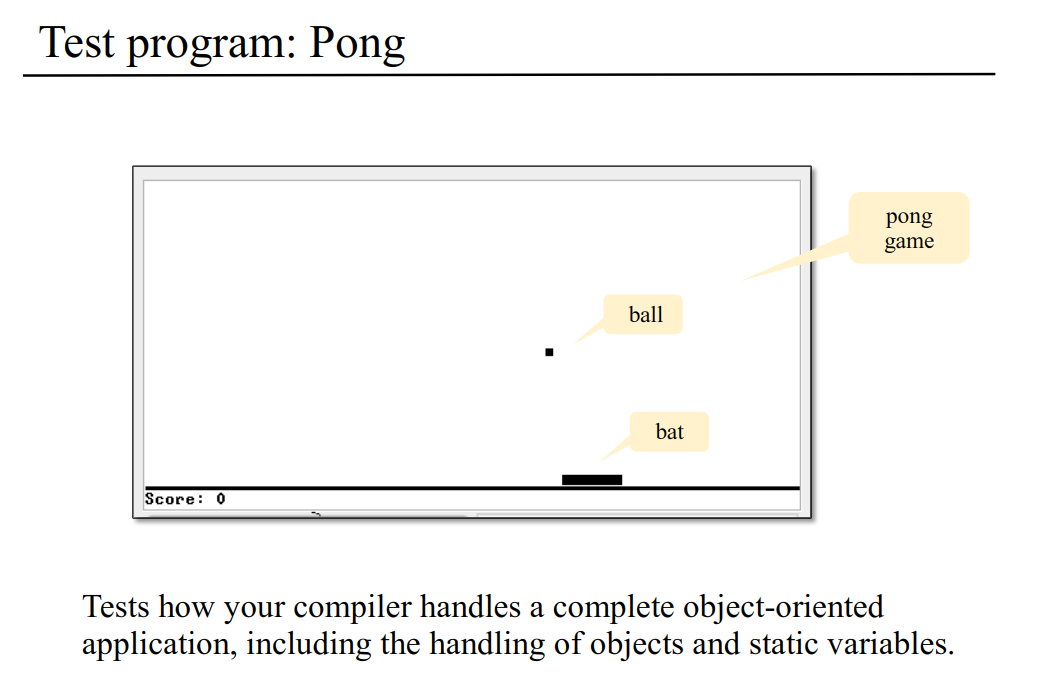 Test program: Pong
pong
game
ball
bat
Score: 0
Tests how your compiler handles a complete object-oriented
application, including the handling of objects and static variables.